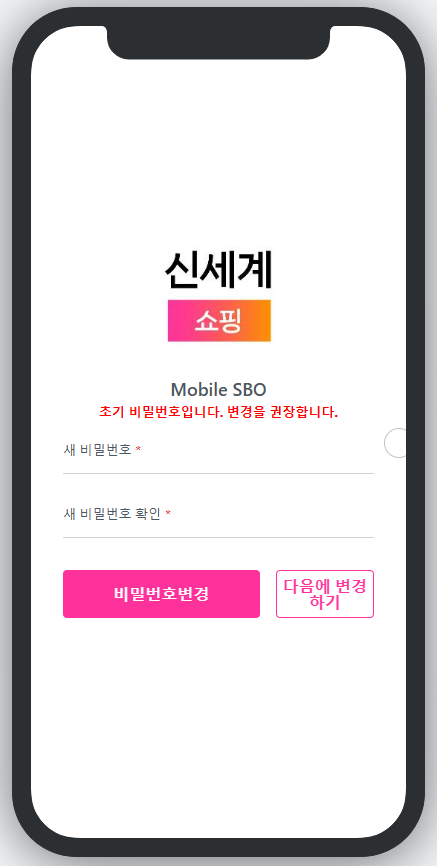 신세계
쇼핑
Mobile SBO
초기 비밀번호입니다. 변경을 권장합니다.
새 비밀번호 *
새 비밀번호 확인 *
비밀번호변경
다음에 변경
하기